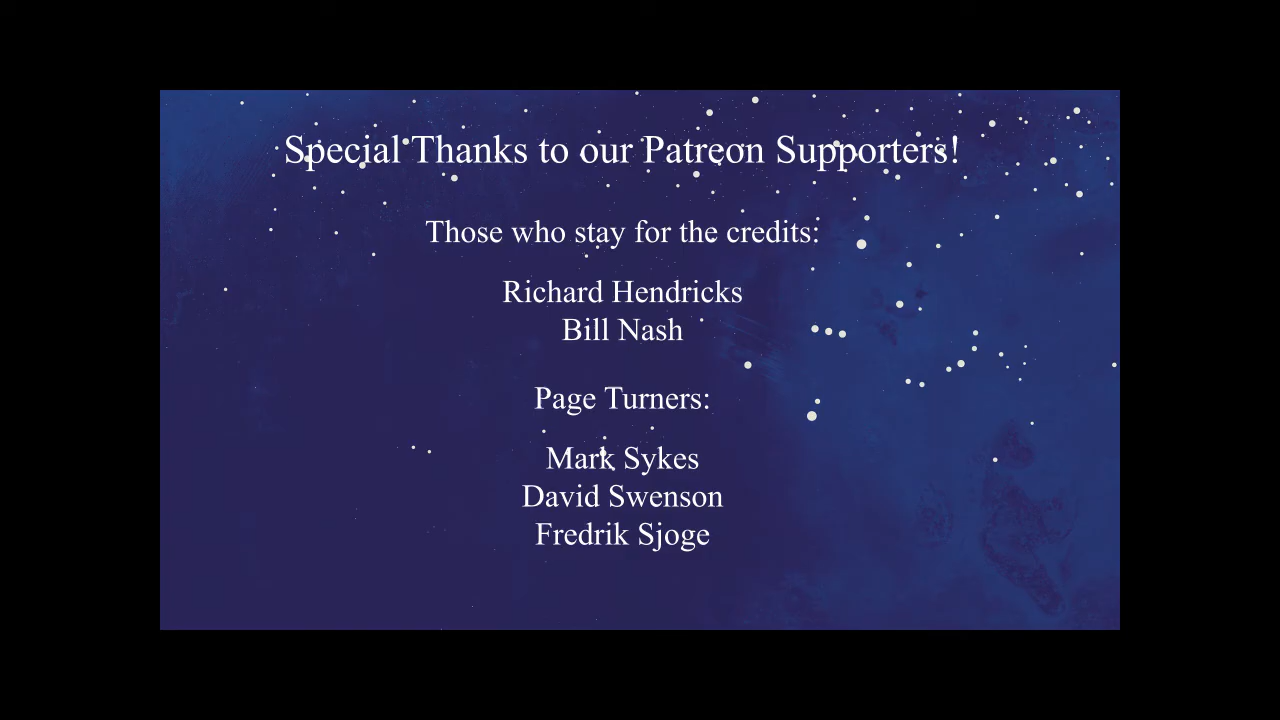 Special Thanks to our Patreon Supporters!
Those who stay for the credits:
Richard Hendricks
Bill Nash
Page Turners:
Mark Sykes
David Swenson
Fredrik Sjoge